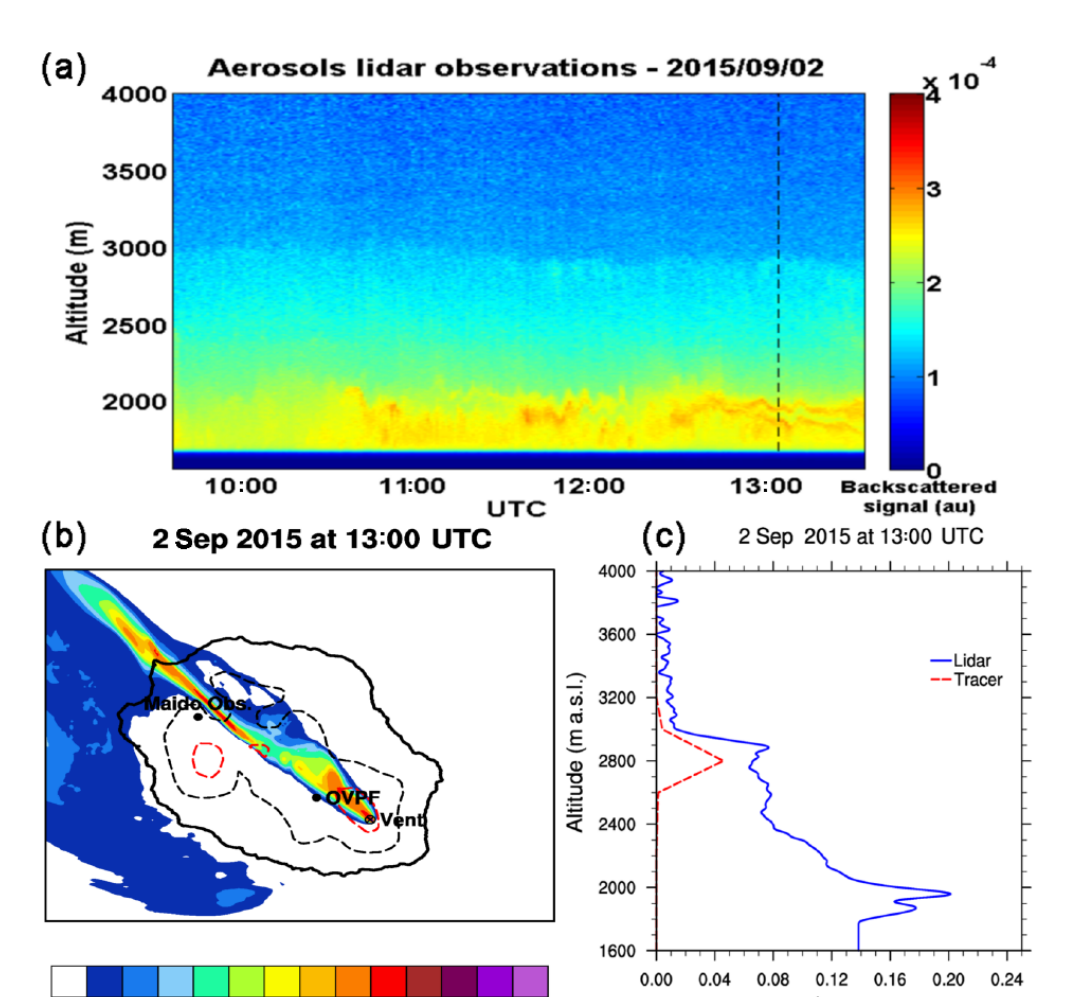 (a)
Aerosols lidar observations - 2015/09/02
x 10⁻⁴
4000
3500
3000
2500
2000
Altitude (m)
10:00
11:00
12:00
13:00
UTC
4
3
2
1
0
Backscattered
signal (au)
(b)
2 Sep 2015 at 13:00 UTC
Maido Obs.
OVPF
Vent
(c)
2 Sep 2015 at 13:00 UTC
4000
3600
3200
2800
2400
2000
1600
Altitude (m a.s.l.)
Lidar
Tracer
0.00
0.04
0.08
0.12
0.16
0.20
0.24